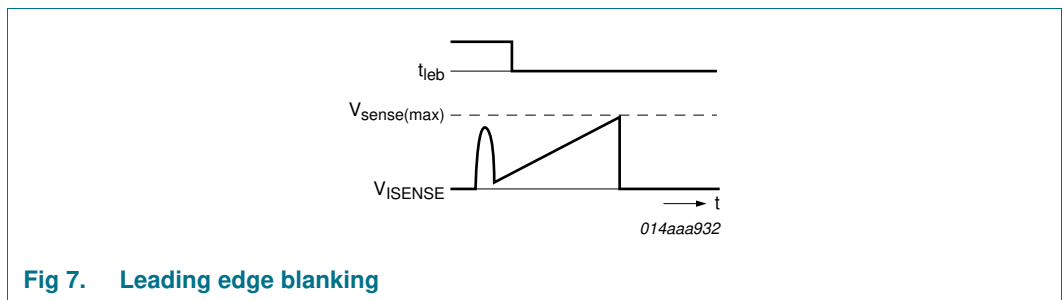 tleb
Vsense(max)
VISENSE
t
014aaa932
Fig 7. Leading edge blanking